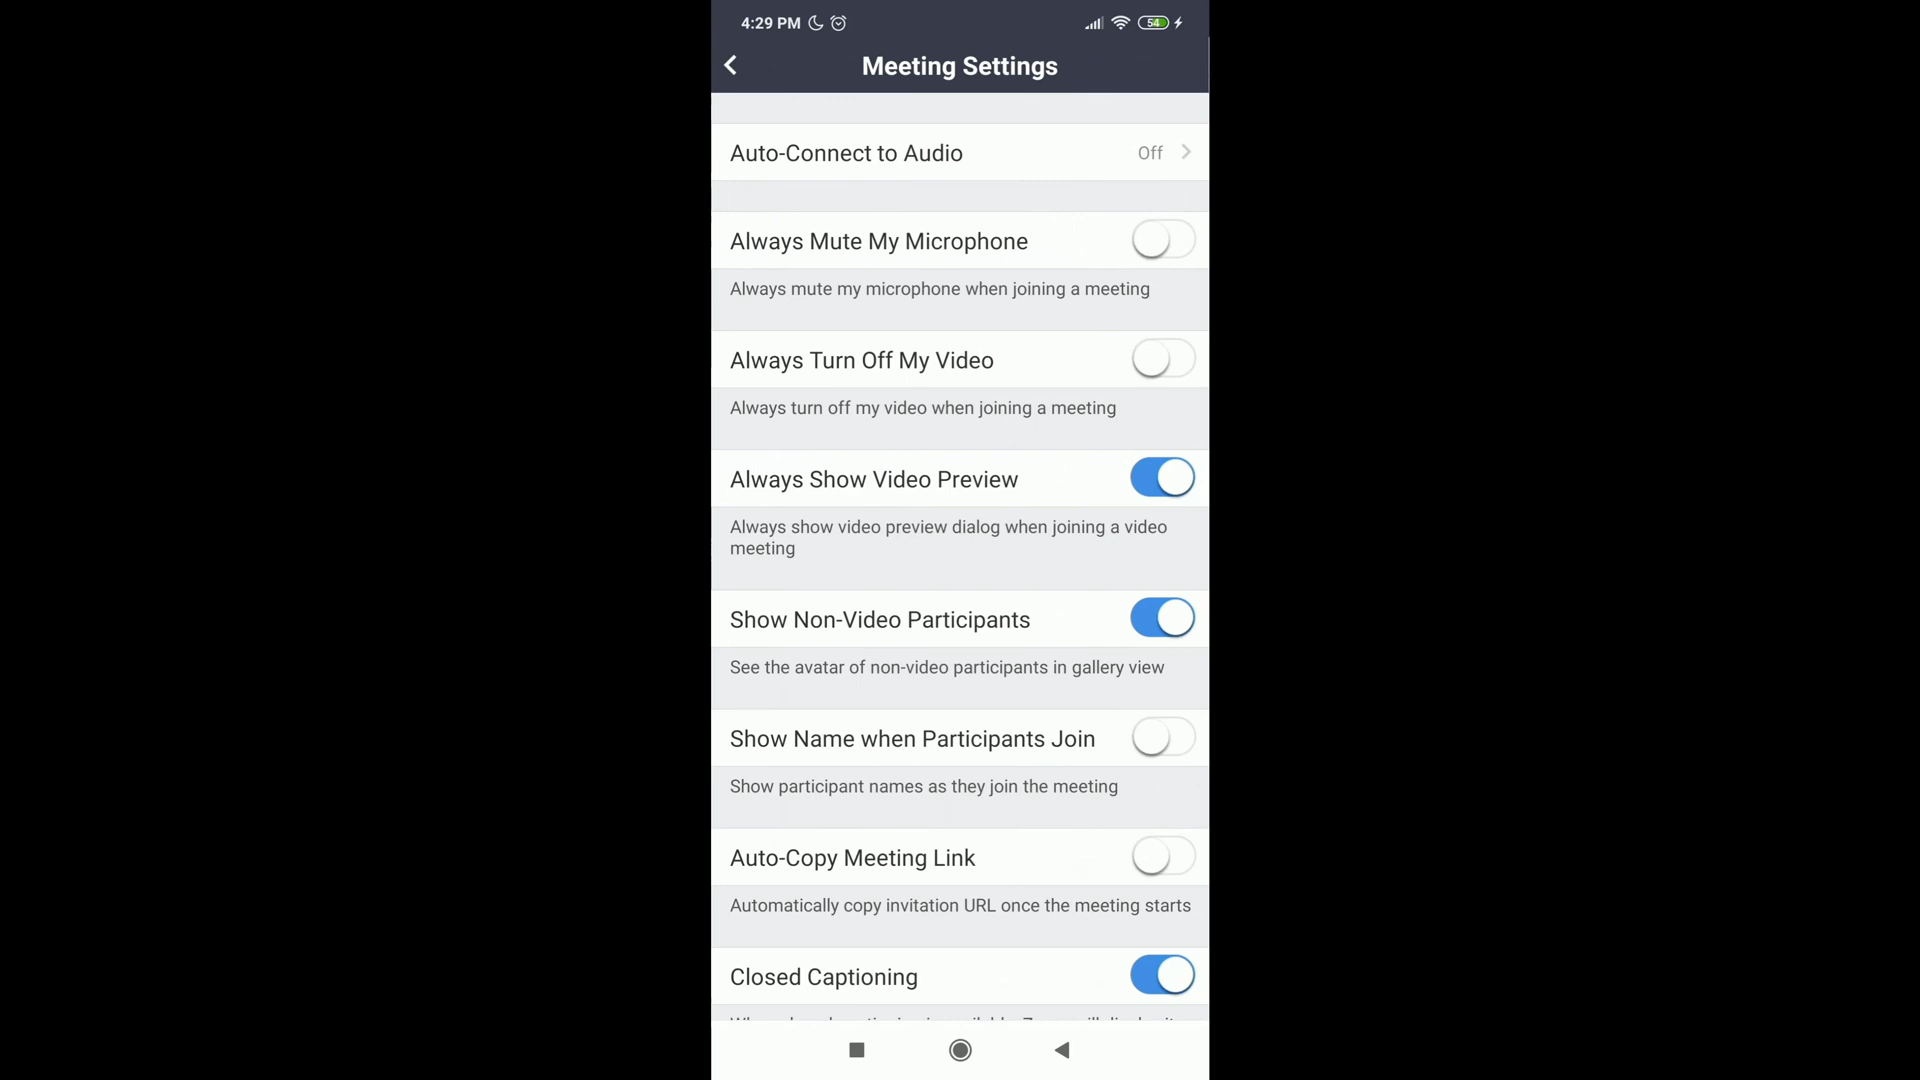 4:29 PM 54
Meeting Settings
Auto-Connect to Audio Off
Always Mute My Microphone
Always mute my microphone when joining a meeting
Always Turn Off My Video
Always turn off my video when joining a meeting
Always Show Video Preview
Always show video preview dialog when joining a video
meeting
Show Non-Video Participants
See the avatar of non-video participants in gallery view
Show Name when Participants Join
Show participant names as they join the meeting
Auto-Copy Meeting Link
Automatically copy invitation URL once the meeting starts
Closed Captioning